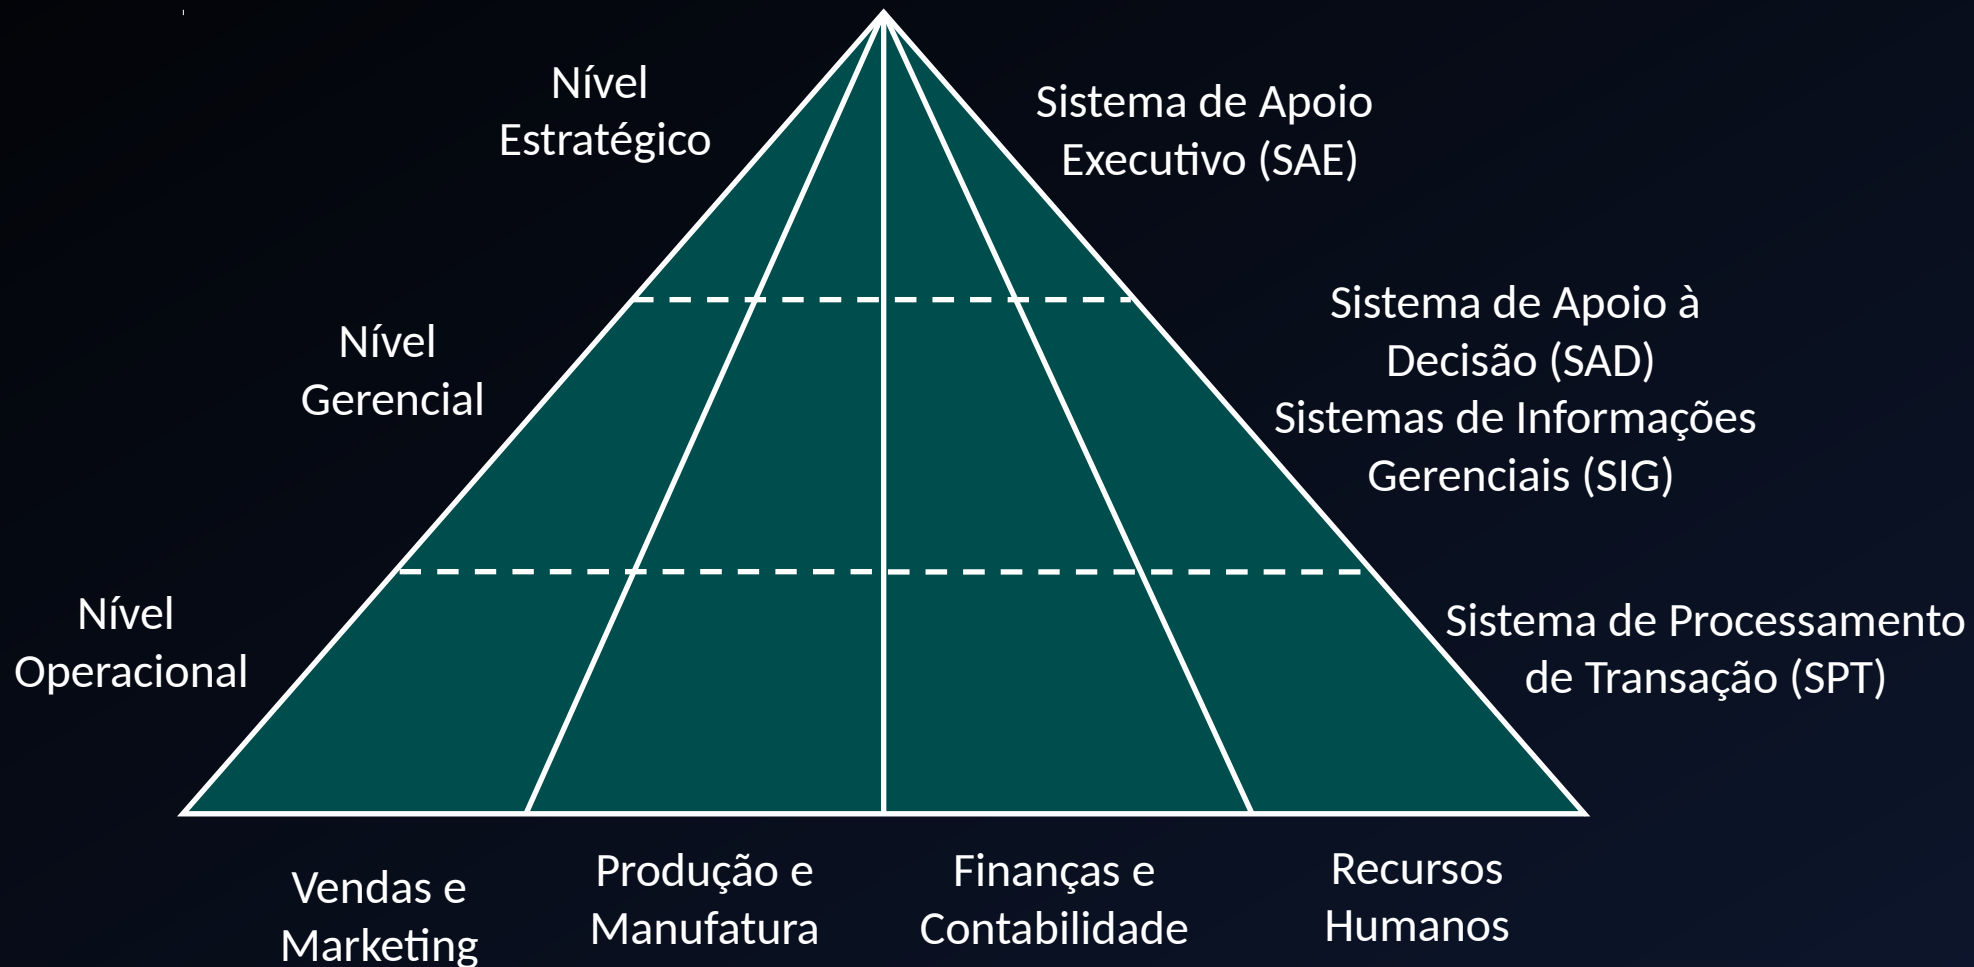 Nível
Estratégico
Sistema de Apoio
Executivo (SAE)
Nível
Gerencial
Sistema de Apoio à
Decisão (SAD)
Sistemas de Informações
Gerenciais (SIG)
Nível
Operacional
Sistema de Processamento
de Transação (SPT)
Vendas e
Marketing
Produção e
Manufatura
Finanças e
Contabilidade
Recursos
Humanos